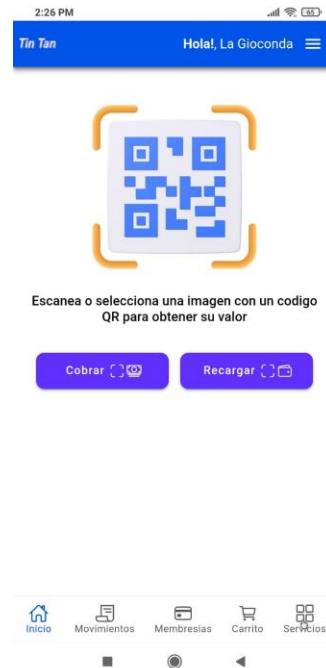 2:26 PM
65
Tin Tan
Hola!, La Gioconda
Escanea o selecciona una imagen con un codigo
QR para obtener su valor
Cobrar
Recargar
Inicio
Movimientos
Membresias
Carrito
Servicios